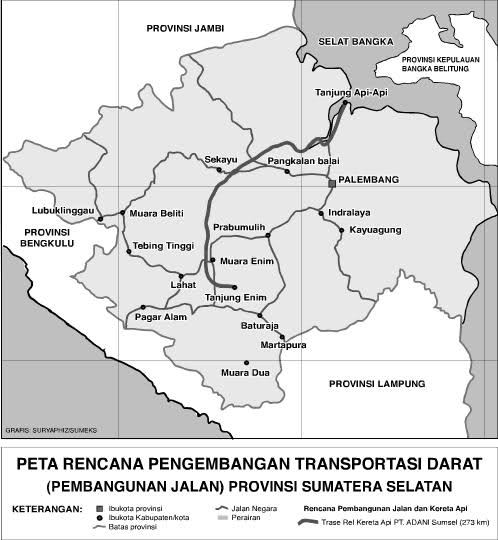 PROVINSI JAMBI
SELAT BANGKA
PROVINSI KEPULAUAN
BANGKA BELITUNG
Tanjung Api-Api
Sekayu
Pangkalan balai
PALEMBANG
Lubuklinggau
Muara Beliti
Indralaya
PROVINSI
BENGKULU
Prabumulih
Kayuagung
Tebing Tinggi
Muara Enim
Lahat
Tanjung Enim
Pagar Alam
Baturaja
Martapura
Muara Dua
PROVINSI LAMPUNG
GRAFIS: SURYAPHIZ/SUMEKS
PETA RENCANA PENGEMBANGAN TRANSPORTASI DARAT
(PEMBANGUNAN JALAN) PROVINSI SUMATERA SELATAN
KETERANGAN:
Ibukota provinsi
Ibukota Kabupaten/kota
Batas provinsi
Jalan Negara
Perairan
Rencana Pembangunan Jalan dan Kereta Api
Trase Rel Kereta Api PT. ADANI Sumsel (273 km)